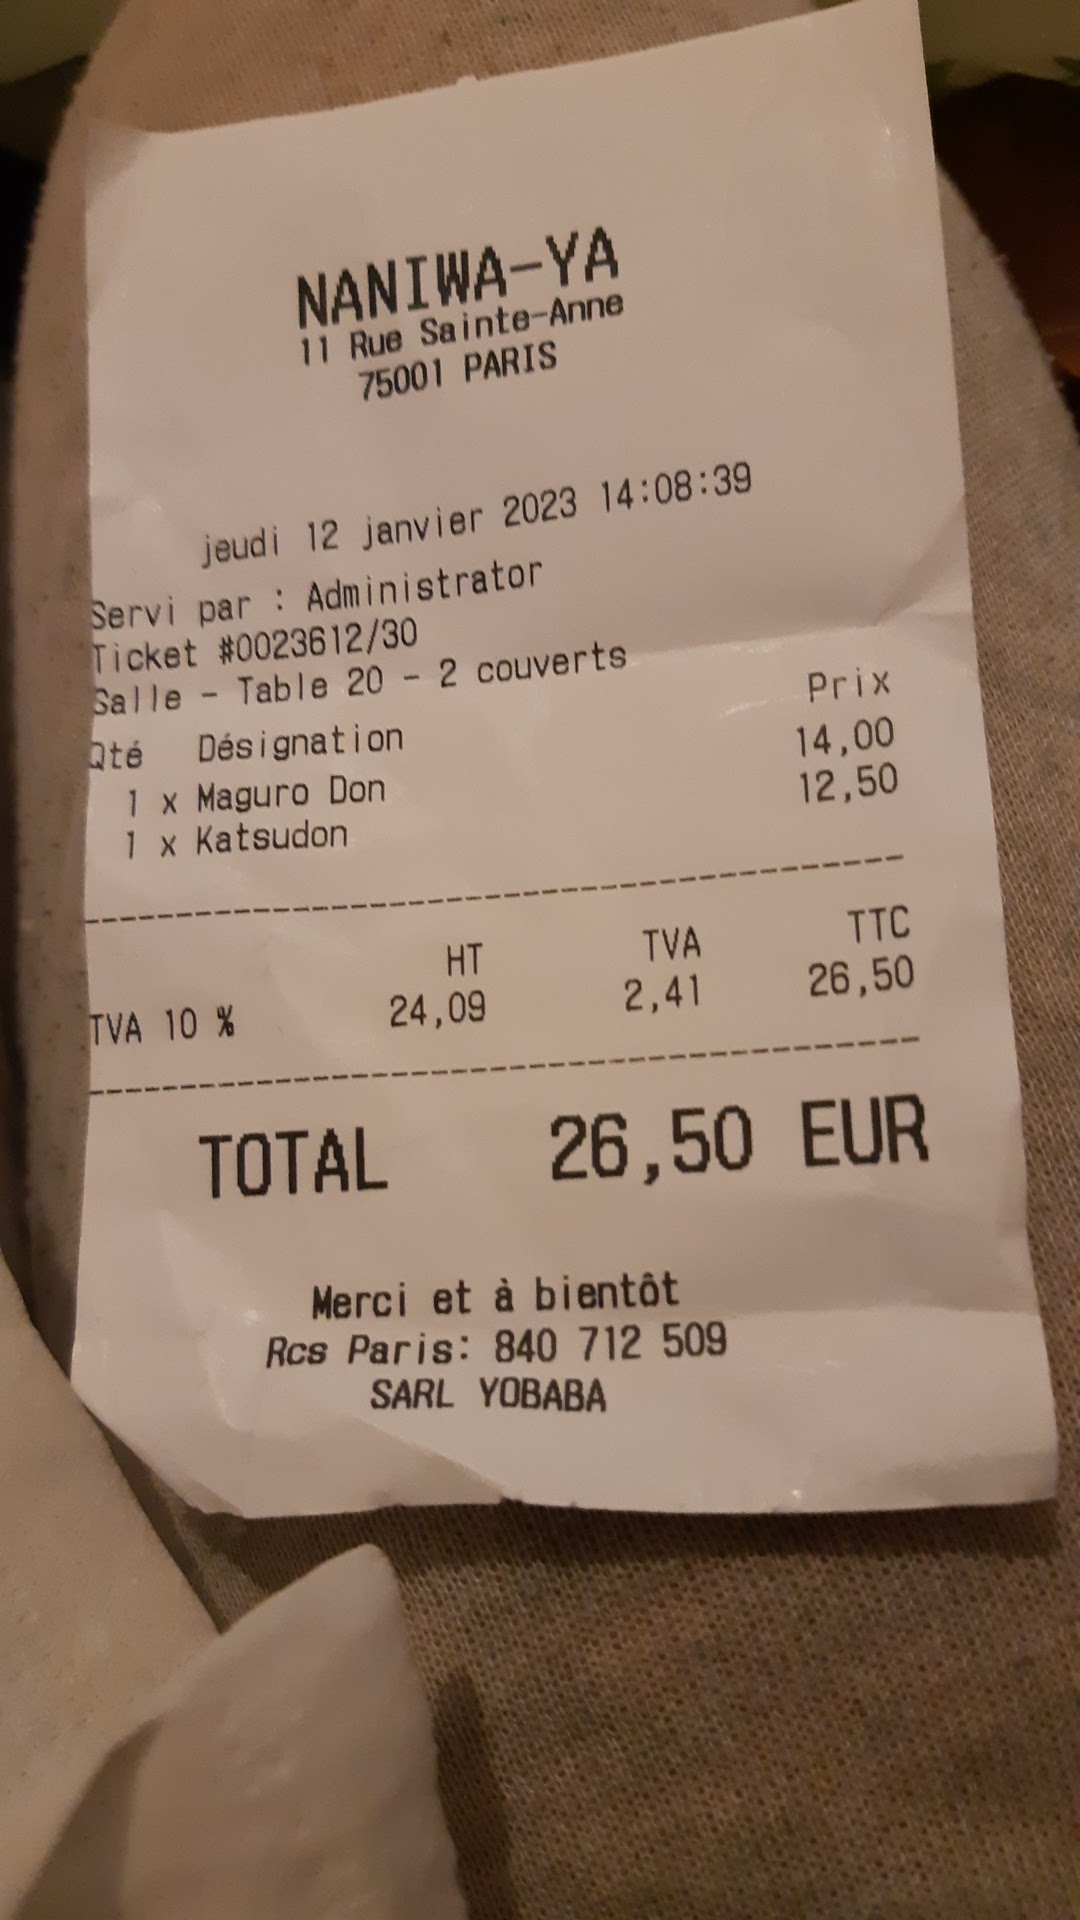 NANIWA-YA
11 Rue Sainte-Anne
75001 PARIS
jeudi 12 janvier 2023 14:08:39
Servi par : Administrator
Ticket #0023612/30
Salle - Table 20 - 2 couverts
Qté Désignation Prix
1 x Maguro Don 14,00
1 x Katsudon 12,50
HT TVA TTC
TVA 10 % 24,09 2,41 26,50
TOTAL 26,50 EUR
Merci et à bientôt
Rcs Paris: 840 712 509
SARL YOBABA